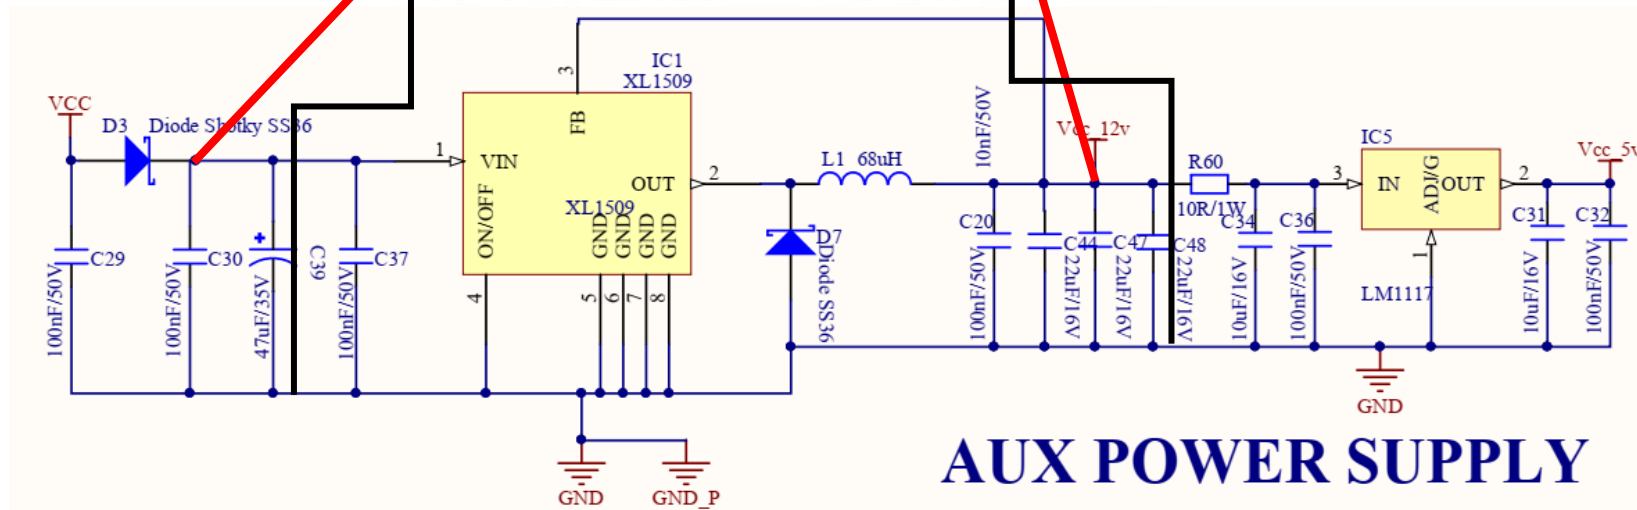 VCC
D3 Diode Shotky SS36
1
VIN
3
FB
IC1
XL1509
ON/OFF
XL1509
GND
GND
GND
GND
OUT
2
4
5
6
7
8
C29
100nF/50V
C30
100nF/50V
C39
47uF/35V
C37
100nF/50V
L1 68uH
D7
Diode SS36
10nF/50V
C20
100nF/50V
C44
22uF/16V
Vcc_12v
C47
22uF/16V
C48
22uF/16V
R60
10R/1W
C34
10uF/16V
C36
100nF/50V
IC5
3
IN
ADJ/G
OUT
2
1
LM1117
Vcc_5v
C31
10uF/16V
C32
100nF/50V
GND
GND
GND_P
AUX POWER SUPPLY